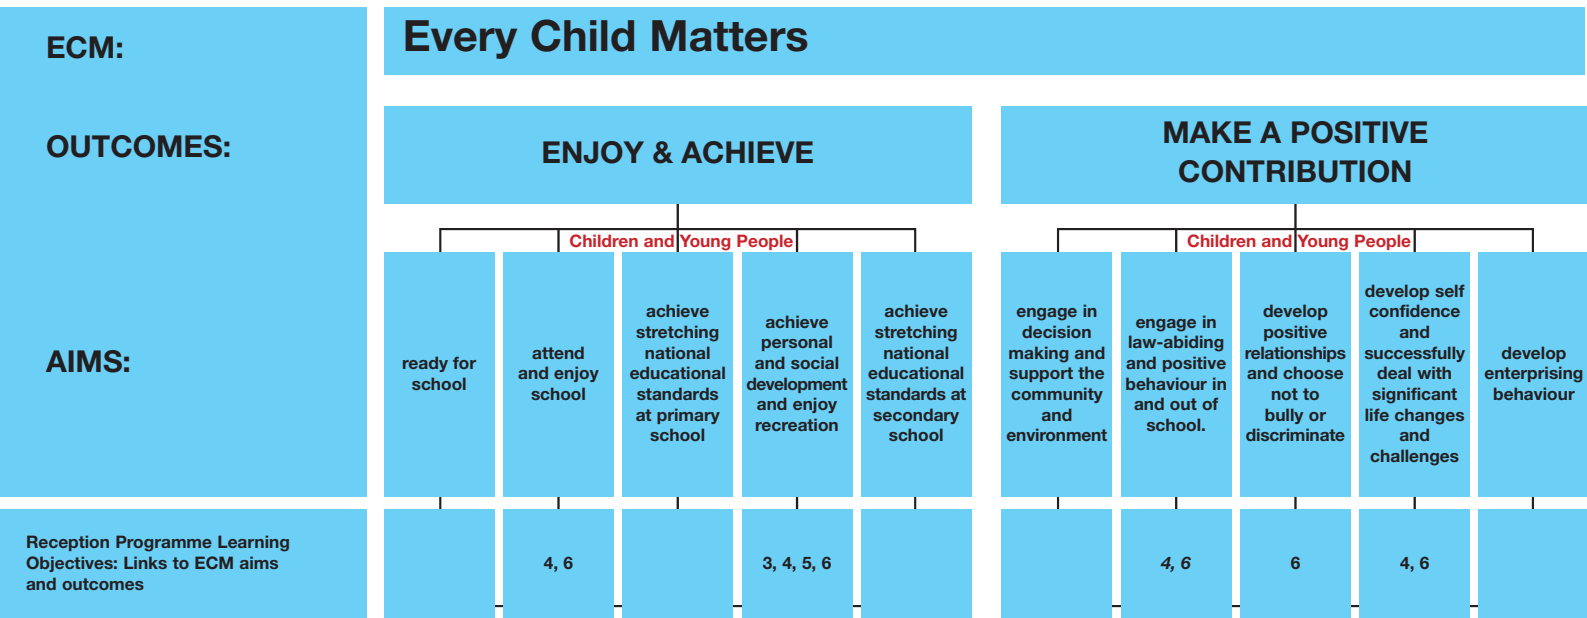 ECM:
Every Child Matters
OUTCOMES:
ENJOY & ACHIEVE
MAKE A POSITIVE
CONTRIBUTION
Children and Young People
Children and Young People
AIMS:
ready for
school
attend
and enjoy
school
achieve
stretching
national
educational
standards
at primary
school
achieve
personal
and social
development
and enjoy
recreation
achieve
stretching
national
educational
standards at
secondary
school
engage in
decision
making and
support the
community
and
environment
engage in
law-abiding
and positive
behaviour in
and out of
school.
develop
positive
relationships
and choose
not to
bully or
discriminate
develop self
confidence
and
successfully
deal with
significant
life changes
and
challenges
develop
enterprising
behaviour
Reception Programme Learning
Objectives: Links to ECM aims
and outcomes
4, 6
3, 4, 5, 6
4, 6
6
4, 6